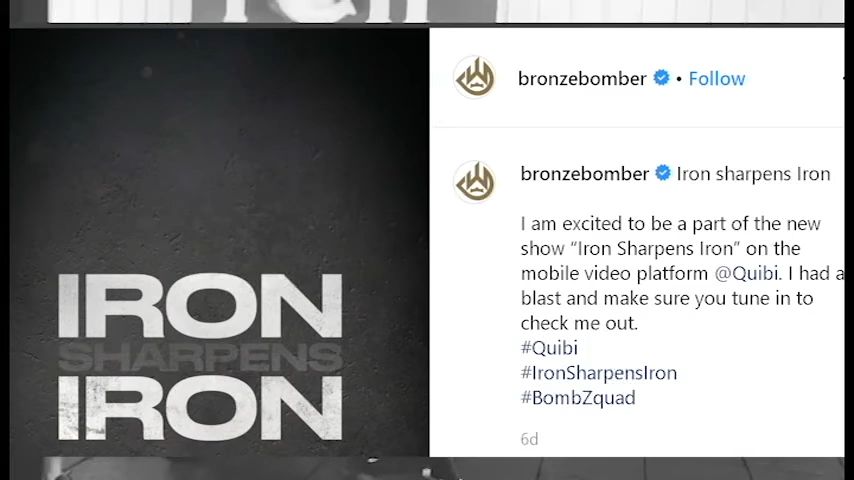 IRON
SHARPENS
IRON
bronzebomber • Follow
bronzebomber Iron sharpens Iron
I am excited to be a part of the new
show “Iron Sharpens Iron” on the
mobile video platform @Quibi. I had a
blast and make sure you tune in to
check me out.
#Quibi
#IronSharpensIron
#BombZquad
6d